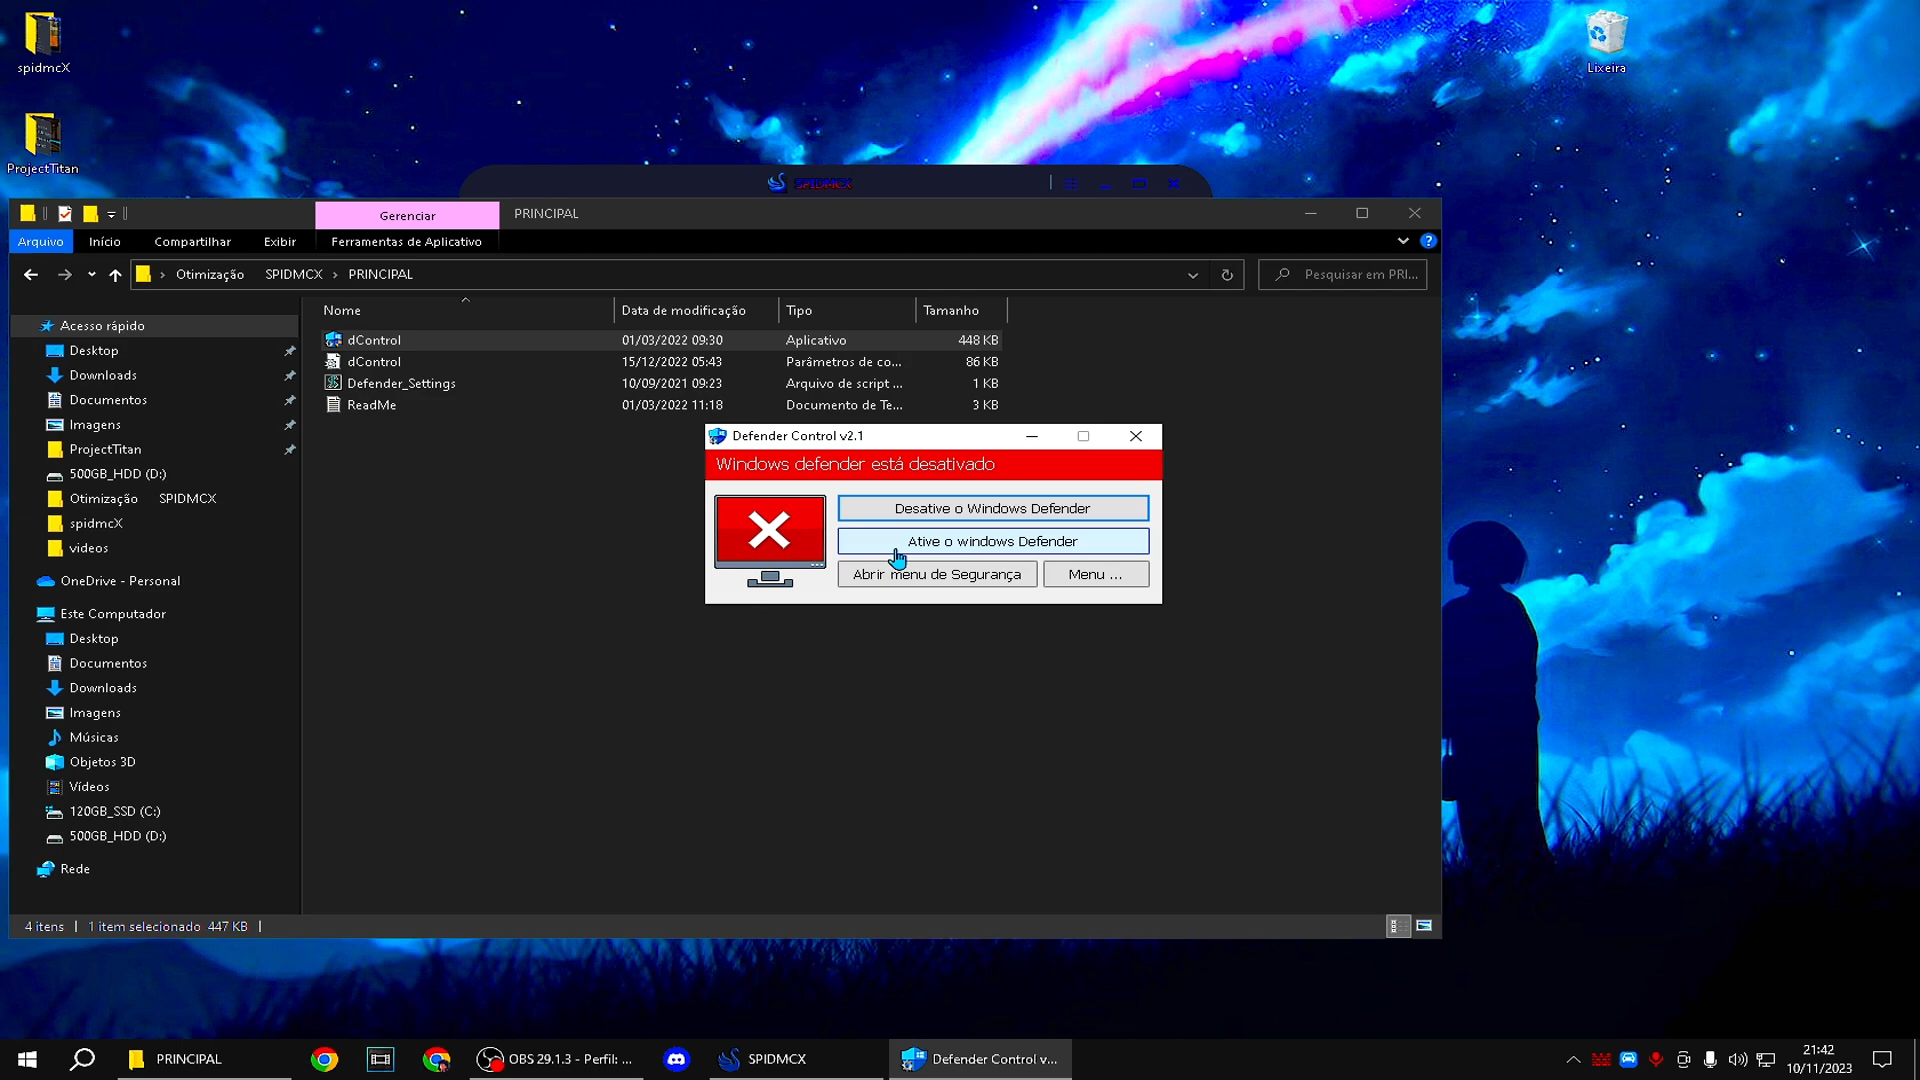 spidmcX
Lixeira
ProjectTitan
SPIDMCX
Gerenciar
PRINCIPAL
Arquivo
Início
Compartilhar
Exibir
Ferramentas de Aplicativo
Otimização SPIDMCX › PRINCIPAL
Pesquisar em PRI...
Nome
Data de modificação
Tipo
Tamanho
dControl 01/03/2022 09:30 Aplicativo 448 KB
dControl 15/12/2022 05:43 Parâmetros de co... 86 KB
Defender_Settings 10/09/2021 09:23 Arquivo de script ... 1 KB
ReadMe 01/03/2022 11:18 Documento de Te... 3 KB
Acesso rápido
Desktop
Downloads
Documentos
Imagens
ProjectTitan
500GB_HDD (D:)
Otimização SPIDMCX
spidmcX
videos
OneDrive - Personal
Este Computador
Desktop
Documentos
Downloads
Imagens
Músicas
Objetos 3D
Vídeos
120GB_SSD (C:)
500GB_HDD (D:)
Rede
Defender Control v2.1
Windows defender está desativado
Desative o Windows Defender
Ative o windows Defender
Abrir menu de Segurança
Menu ...
4 itens
1 item selecionado 447 KB
PRINCIPAL
OBS 29.1.3 - Perfil: ...
SPIDMCX
Defender Control v...
21:42
10/11/2023